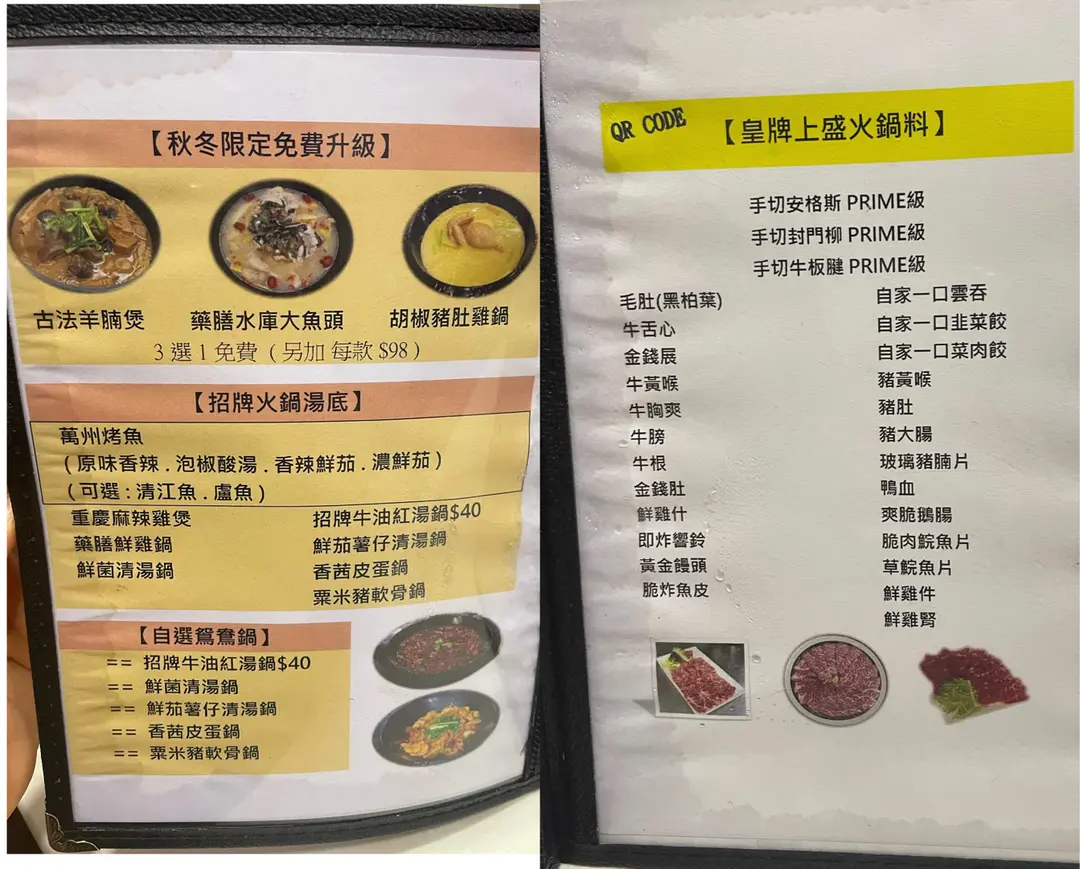 【秋冬限定免費升級】
古法羊腩煲 藥膳水庫大魚頭 胡椒豬肚雞鍋
3 選 1 免費 ( 另加 每款 $98 )
【招牌火鍋湯底】
萬州烤魚
( 原味香辣 . 泡椒酸湯 . 香辣鮮茄 . 濃鮮茄 )
( 可選 : 清江魚 . 盧魚 )
重慶麻辣雞煲
藥膳鮮雞鍋
鮮菌清湯鍋
招牌牛油紅湯鍋$40
鮮茄薯仔清湯鍋
香茜皮蛋鍋
粟米豬軟骨鍋
【自選鴛鴦鍋】
== 招牌牛油紅湯鍋$40
== 鮮菌清湯鍋
== 鮮茄薯仔清湯鍋
== 香茜皮蛋鍋
== 粟米豬軟骨鍋
QR CODE 【皇牌上盛火鍋料】
手切安格斯 PRIME級
手切封門柳 PRIME級
手切牛板腱 PRIME級
毛肚(黑柏葉)
牛舌心
金錢展
牛黃喉
牛胸爽
牛膀
牛根
金錢肚
鮮雞什
即炸響鈴
黃金饅頭
脆炸魚皮
自家一口雲吞
自家一口韭菜餃
自家一口菜肉餃
豬黃喉
豬肚
豬大腸
玻璃豬腩片
鴨血
爽脆鵝腸
脆肉鯇魚片
草鯇魚片
鮮雞件
鮮雞腎